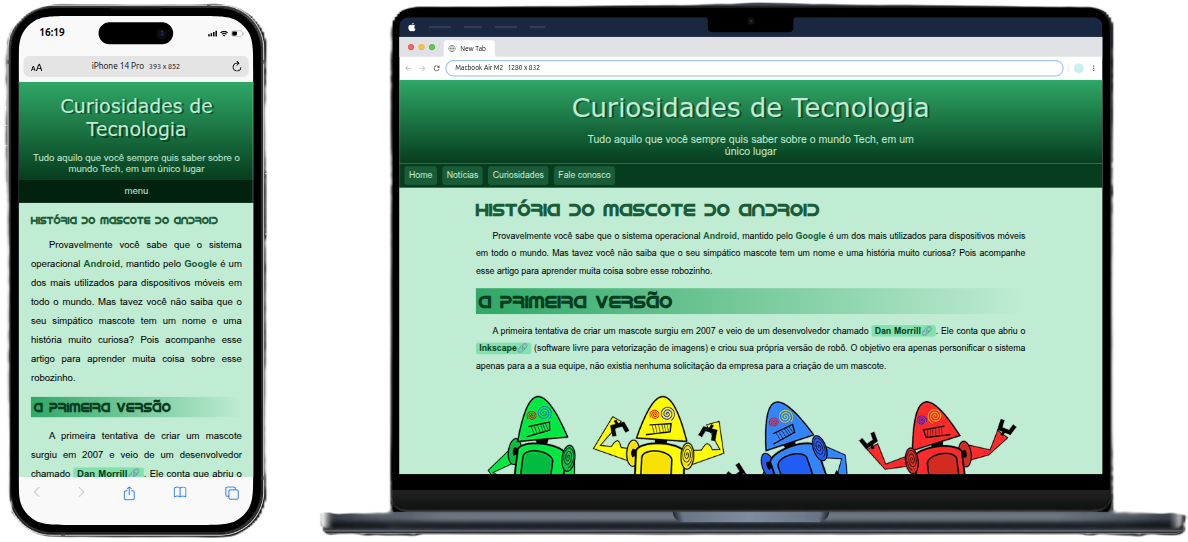 16:19
AA
iPhone 14 Pro 393 x 852
Curiosidades de
Tecnologia
Tudo aquilo que você sempre quis saber sobre o
mundo Tech, em um único lugar
menu
História do mascote do Android
Provavelmente você sabe que o sistema
operacional Android, mantido pelo Google é um
dos mais utilizados para dispositivos móveis em
todo o mundo. Mas tavez você não saiba que o
seu simpático mascote tem um nome e uma
história muito curiosa? Pois acompanhe esse
artigo para aprender muita coisa sobre esse
robozinho.
A primeira versão
A primeira tentativa de criar um mascote
surgiu em 2007 e veio de um desenvolvedor
chamado Dan Morrill🔗. Ele conta que abriu o
New Tab
Macbook Air M2 1280 x 832
Curiosidades de Tecnologia
Tudo aquilo que você sempre quis saber sobre o mundo Tech, em um
único lugar
Home Notícias Curiosidades Fale conosco
História do mascote do Android
Provavelmente você sabe que o sistema operacional Android, mantido pelo Google é um dos mais utilizados para dispositivos móveis
em todo o mundo. Mas tavez você não saiba que o seu simpático mascote tem um nome e uma história muito curiosa? Pois acompanhe
esse artigo para aprender muita coisa sobre esse robozinho.
A primeira versão
A primeira tentativa de criar um mascote surgiu em 2007 e veio de um desenvolvedor chamado Dan Morrill🔗. Ele conta que abriu o
Inkscape🔗 (software livre para vetorização de imagens) e criou sua própria versão de robô. O objetivo era apenas personificar o sistema
apenas para a a sua equipe, não existia nenhuma solicitação da empresa para a criação de um mascote.